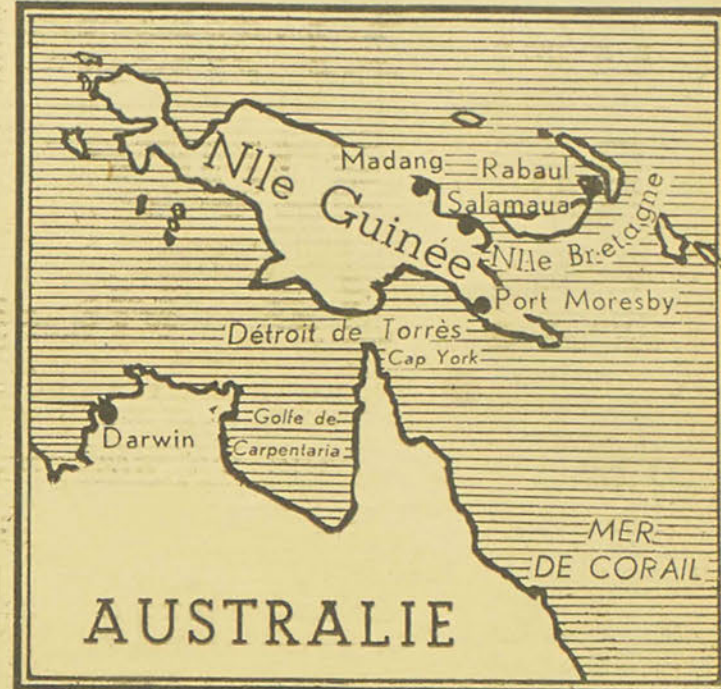 Madang
Rabaul
Nlle Guinée
Salamaua
Nlle Bretagne
Port Moresby
Détroit de Torrès
Cap York
Golfe de
Carpentaria
Darwin
MER
DE CORAIL
AUSTRALIE